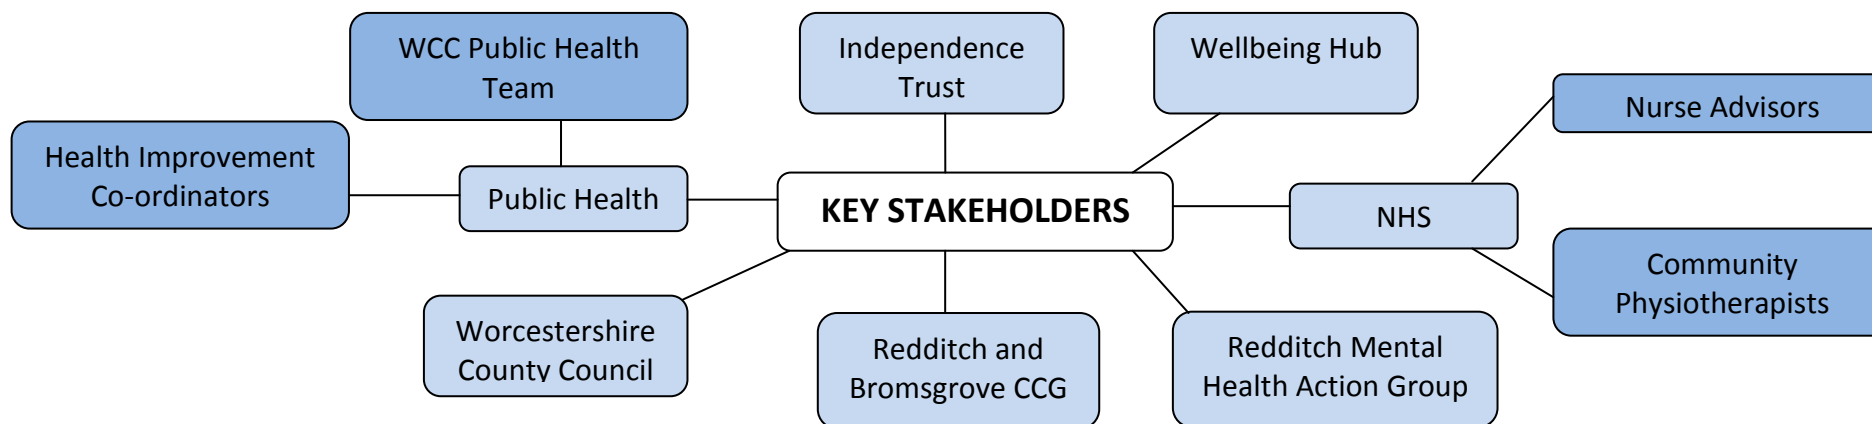 WCC Public Health
Team
Independence
Trust
Wellbeing Hub
Nurse Advisors
Health Improvement
Co-ordinators
Public Health
KEY STAKEHOLDERS
NHS
Community
Physiotherapists
Worcestershire
County Council
Redditch and
Bromsgrove CCG
Redditch Mental
Health Action Group